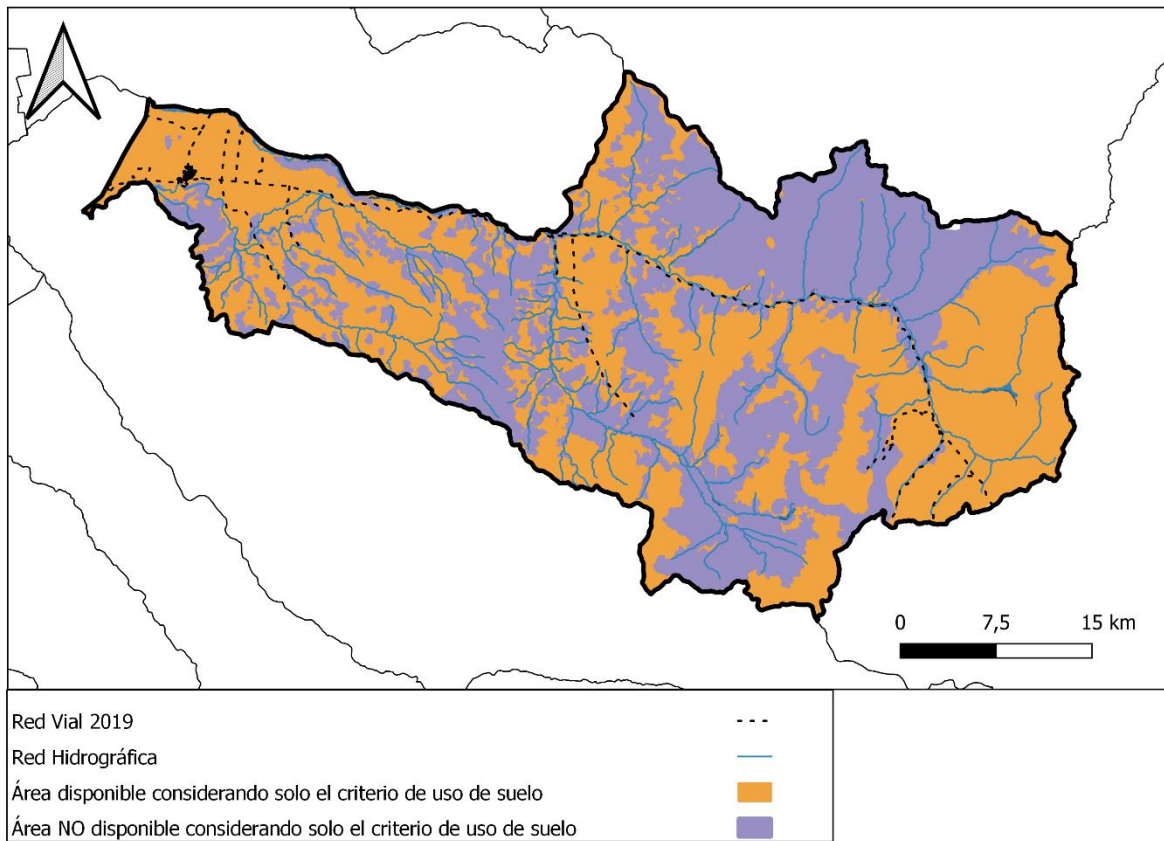 0 7,5 15 km
Red Vial 2019
Red Hidrográfica
Área disponible considerando solo el criterio de uso de suelo
Área NO disponible considerando solo el criterio de uso de suelo